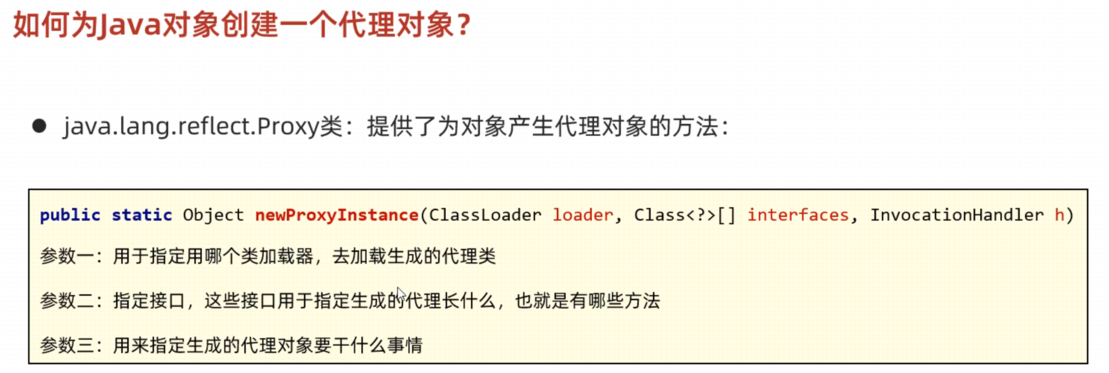 如何为Java对象创建一个代理对象？
● java.lang.reflect.Proxy类：提供了为对象产生代理对象的方法：
public static Object newProxyInstance(ClassLoader loader, Class<?>[] interfaces, InvocationHandler h)
参数一：用于指定用哪个类加载器，去加载生成的代理类
参数二：指定接口，这些接口用于指定生成的代理长什么，也就是有哪些方法
参数三：用来指定生成的代理对象要干什么事情